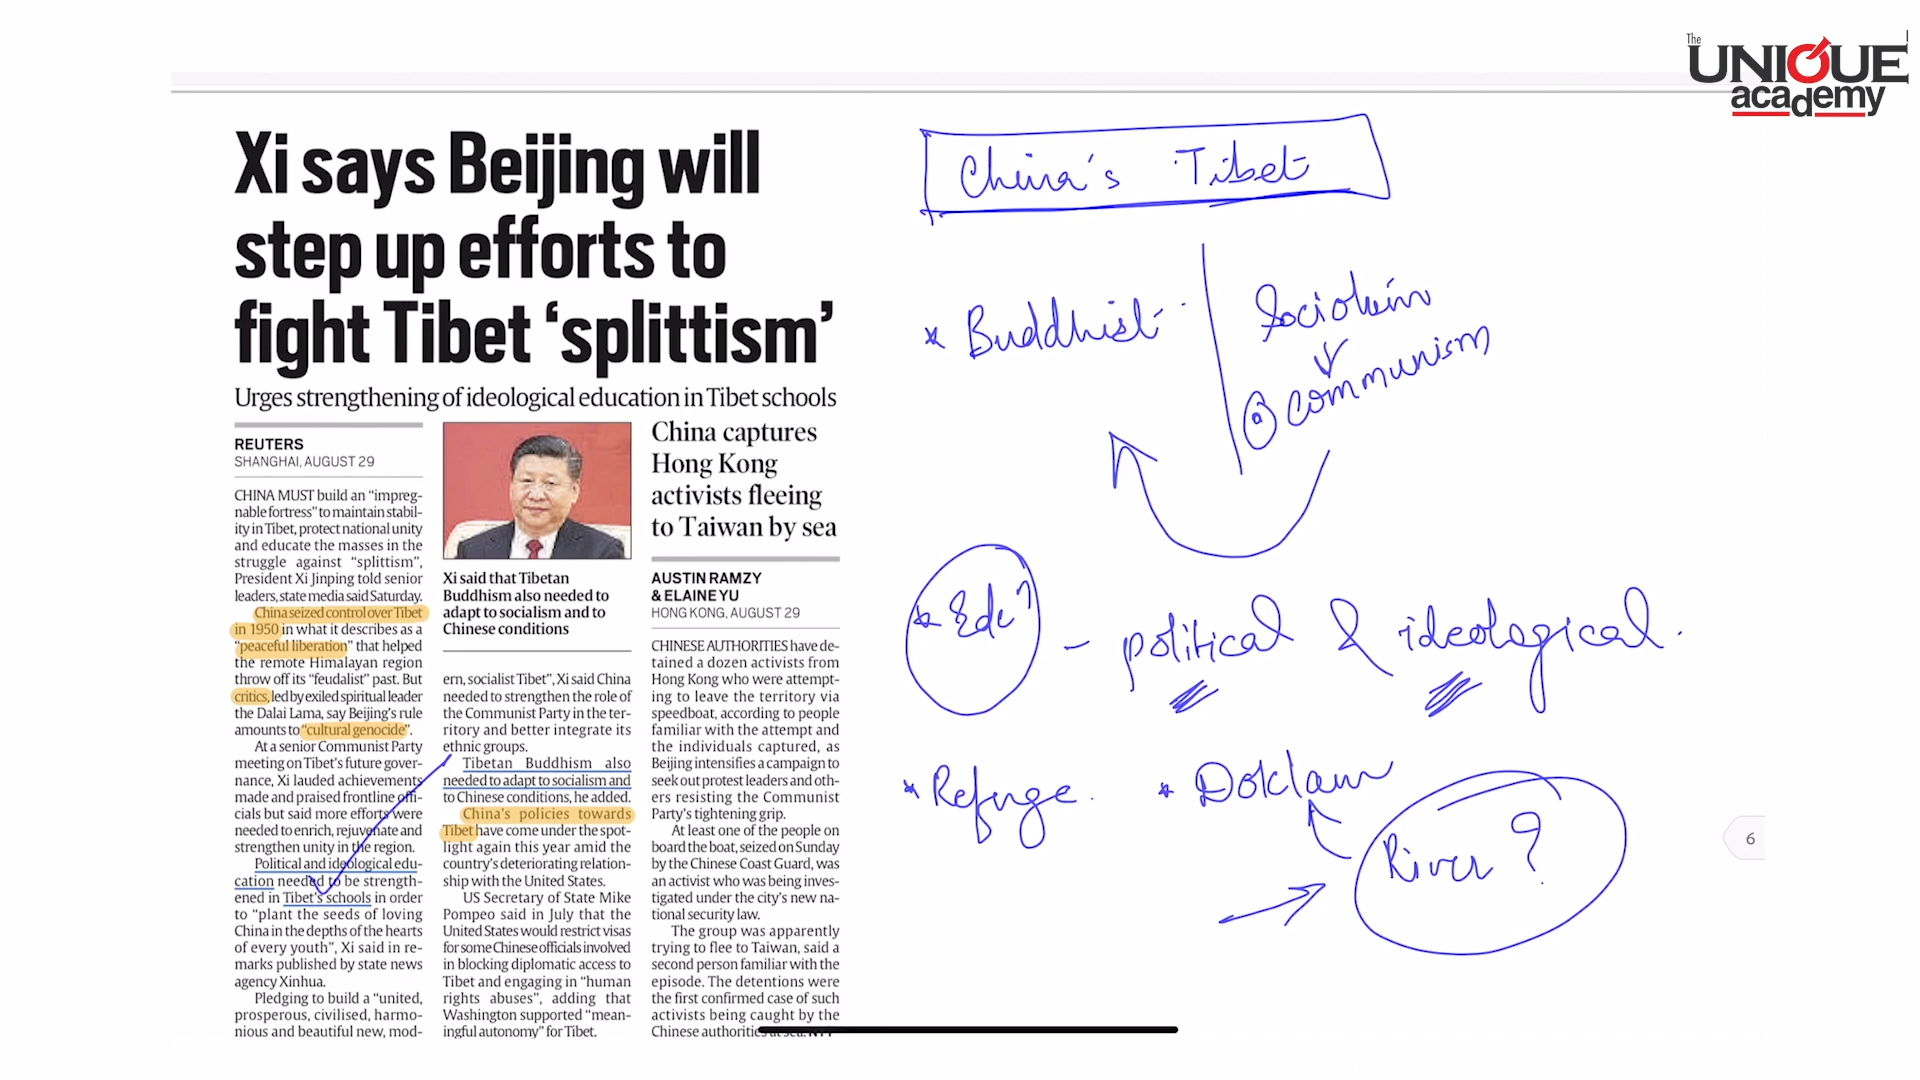 The
UNIQUE
academy
Xi says Beijing will
step up efforts to
fight Tibet ‘splittism’
Urges strengthening of ideological education in Tibet schools
REUTERS
SHANGHAI, AUGUST 29
CHINA MUST build an “impreg-
nable fortress” to maintain stabil-
ity in Tibet, protect national unity
and educate the masses in the
struggle against “splittism”,
President Xi Jinping told senior
leaders, state media said Saturday.
China seized control over Tibet
in 1950 in what it describes as a
“peaceful liberation” that helped
the remote Himalayan region
throw off its “feudalist” past. But
critics, led by exiled spiritual leader
the Dalai Lama, say Beijing’s rule
amounts to “cultural genocide”.
At a senior Communist Party
meeting on Tibet’s future gover-
nance, Xi lauded achievements
made and praised frontline offi-
cials but said more efforts were
needed to enrich, rejuvenate and
strengthen unity in the region.
Political and ideological edu-
cation needed to be strength-
ened in Tibet’s schools in order
to “plant the seeds of loving
China in the depths of the hearts
of every youth”, Xi said in re-
marks published by state news
agency Xinhua.
Pledging to build a “united,
prosperous, civilised, harmo-
nious and beautiful new, mod-
Xi said that Tibetan
Buddhism also needed to
adapt to socialism and to
Chinese conditions
ern, socialist Tibet”, Xi said China
needed to strengthen the role of
the Communist Party in the ter-
ritory and better integrate its
ethnic groups.
Tibetan Buddhism also
needed to adapt to socialism and
to Chinese conditions, he added.
China’s policies towards
Tibet have come under the spot-
light again this year amid the
country’s deteriorating relation-
ship with the United States.
US Secretary of State Mike
Pompeo said in July that the
United States would restrict visas
for some Chinese officials involved
in blocking diplomatic access to
Tibet and engaging in “human
rights abuses”, adding that
Washington supported “mean-
ingful autonomy” for Tibet.
China captures
Hong Kong
activists fleeing
to Taiwan by sea
AUSTIN RAMZY
& ELAINE YU
HONG KONG, AUGUST 29
CHINESE AUTHORITIES have de-
tained a dozen activists from
Hong Kong who were attempt-
ing to leave the territory via
speedboat, according to people
familiar with the attempt and
the individuals captured, as
Beijing intensifies a campaign to
seek out protest leaders and oth-
ers resisting the Communist
Party’s tightening grip.
At least one of the people on
board the boat, seized on Sunday
by the Chinese Coast Guard, was
an activist who was being inves-
tigated under the city’s new na-
tional security law.
The group was apparently
trying to flee to Taiwan, said a
second person familiar with the
episode. The detentions were
the first confirmed case of such
activists being caught by the
Chinese authorities
China's Tibet
* Buddhist
communism
* Edcn - political & ideological.
* Refuge. * Doklam
River ?
6